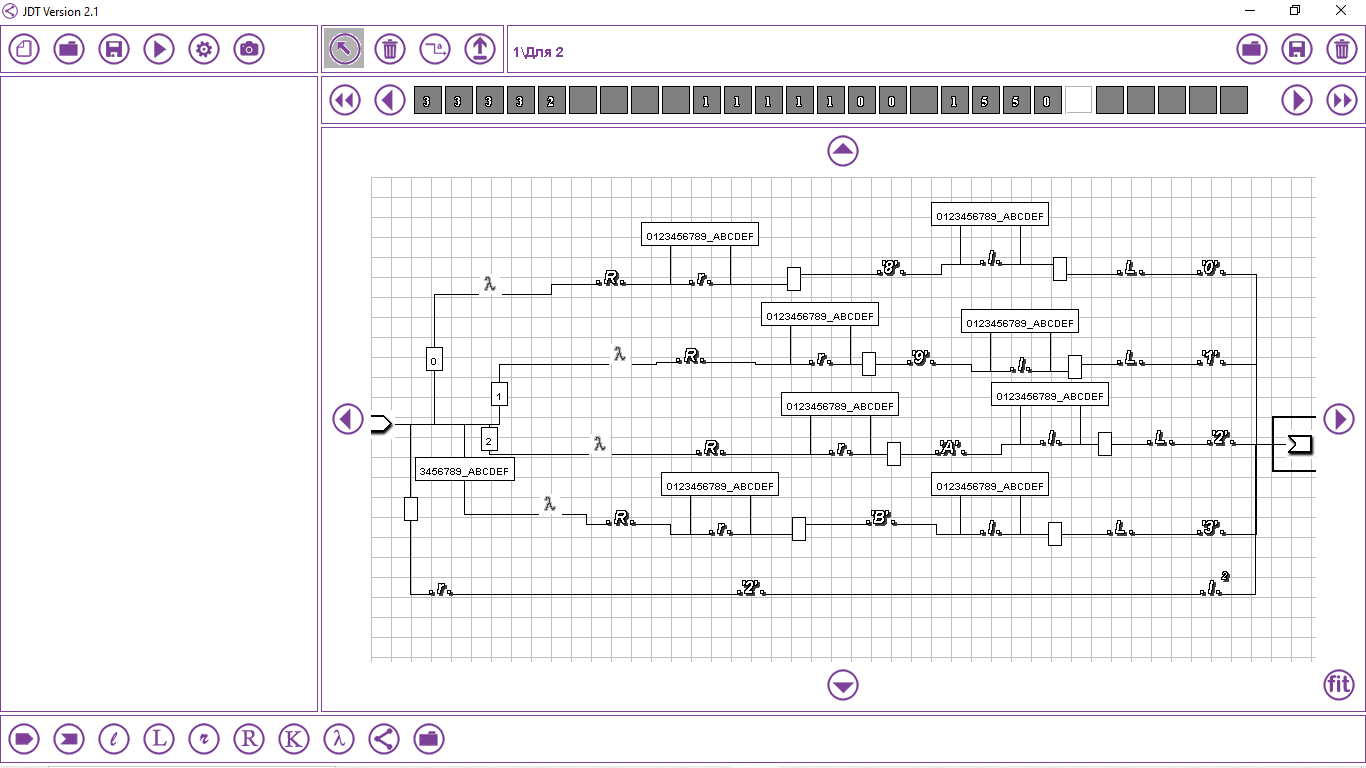 JDT Version 2.1
a
1\Для 2
3 3 3 3 2 1 1 1 1 1 0 0 1 5 5 0
0123456789_ABCDEF
0123456789_ABCDEF
λ .R. .r. .'8'. .l. .L. .'0'.
0
0123456789_ABCDEF
0123456789_ABCDEF
λ .R. .r. .'9'. .l. .L. .'1'.
1
0123456789_ABCDEF
0123456789_ABCDEF
2
λ .R. .r. .'A'. .l. .L. .'2'.
3456789_ABCDEF
0123456789_ABCDEF
0123456789_ABCDEF
λ .R. .r. .'B'. .l. .L. .'3'.
.r. .'2'. .l.²
fit
l L r R K λ